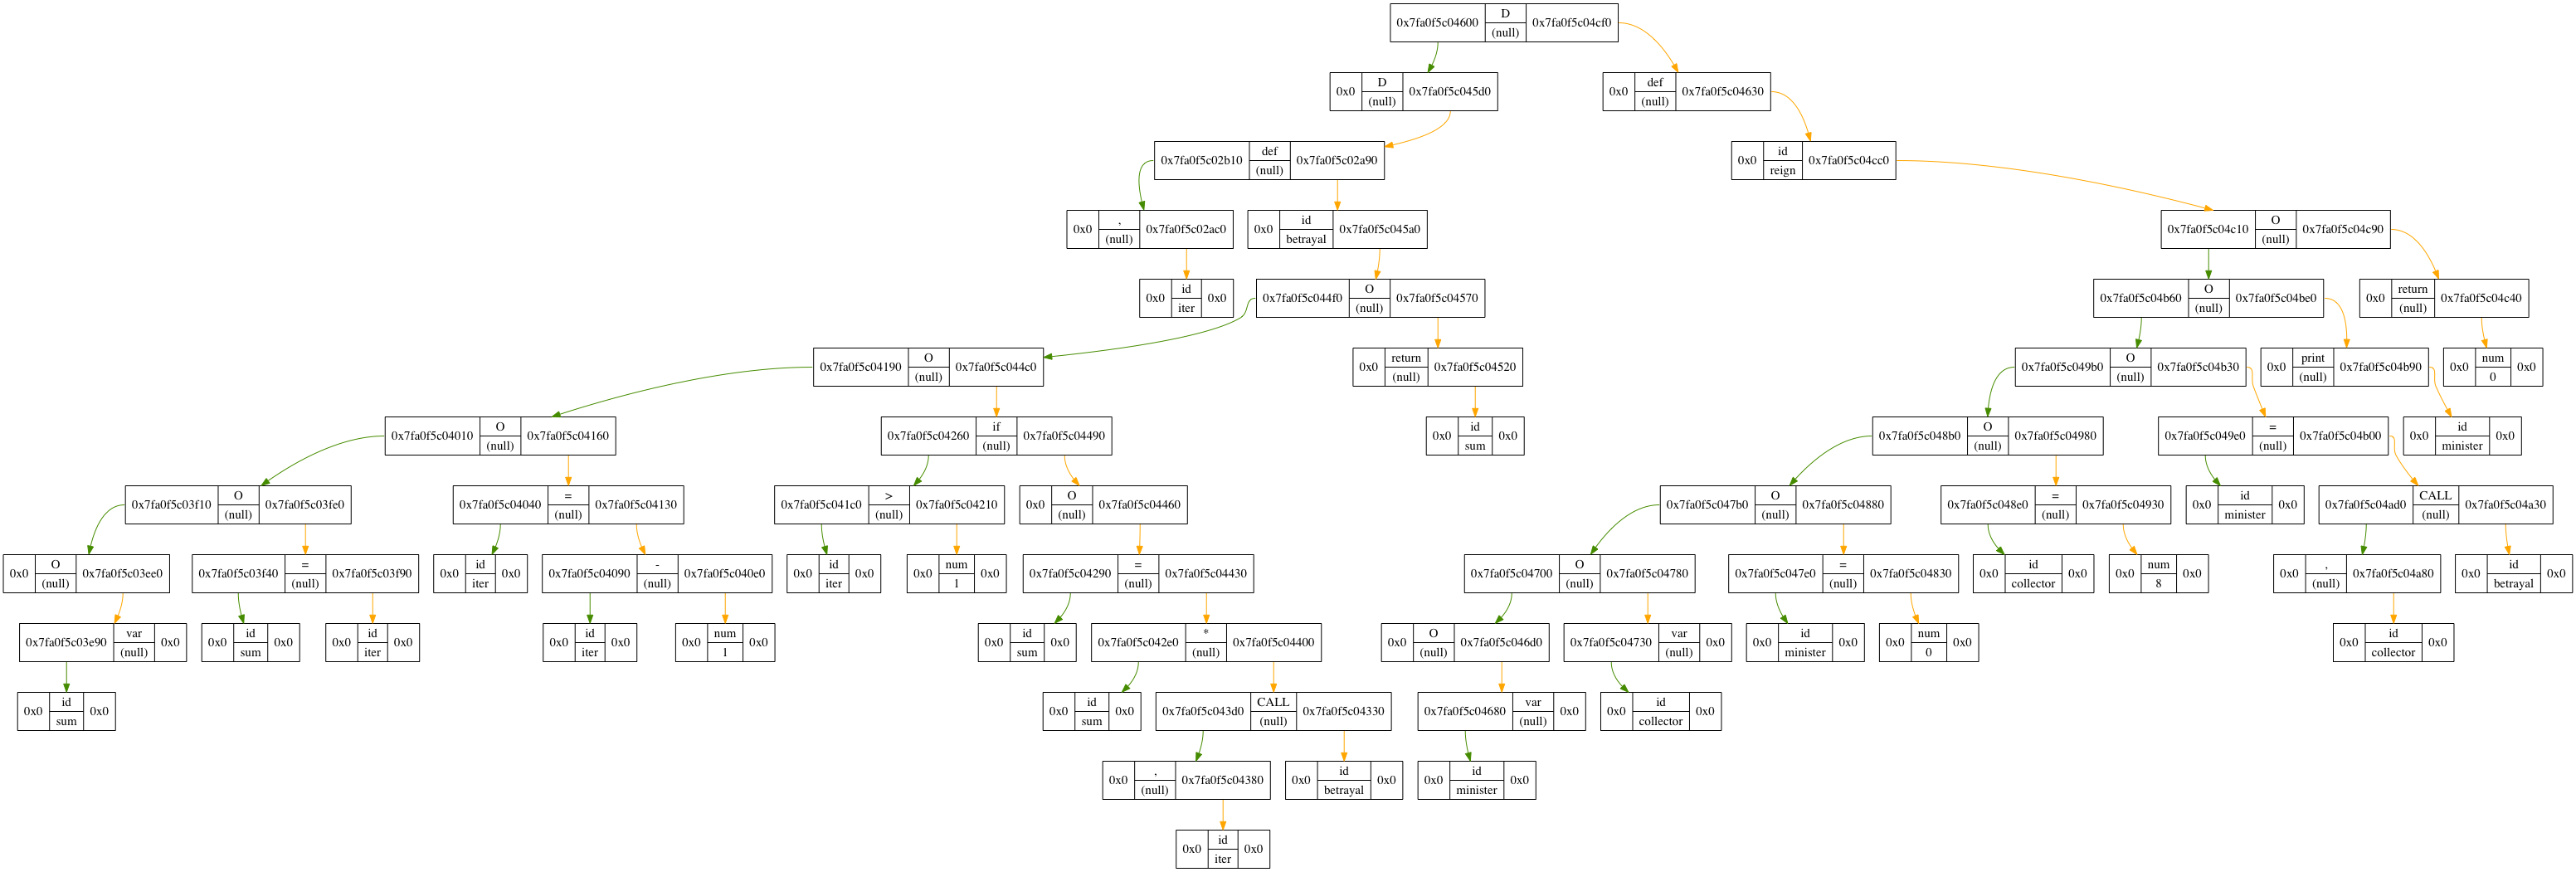 0x7fa0f5c04600 D (null) 0x7fa0f5c04cf0
0x0 D (null) 0x7fa0f5c045d0
0x0 def (null) 0x7fa0f5c04630
0x7fa0f5c02b10 def (null) 0x7fa0f5c02a90
0x0 id reign 0x7fa0f5c04cc0
0x0 , (null) 0x7fa0f5c02ac0
0x0 id betrayal 0x7fa0f5c045a0
0x7fa0f5c04c10 O (null) 0x7fa0f5c04c90
0x0 id iter 0x0
0x7fa0f5c044f0 O (null) 0x7fa0f5c04570
0x7fa0f5c04b60 O (null) 0x7fa0f5c04be0
0x0 return (null) 0x7fa0f5c04c40
0x7fa0f5c04190 O (null) 0x7fa0f5c044c0
0x0 return (null) 0x7fa0f5c04520
0x7fa0f5c049b0 O (null) 0x7fa0f5c04b30
0x0 print (null) 0x7fa0f5c04b90
0x0 num 0 0x0
0x7fa0f5c04010 O (null) 0x7fa0f5c04160
0x7fa0f5c04260 if (null) 0x7fa0f5c04490
0x0 id sum 0x0
0x7fa0f5c048b0 O (null) 0x7fa0f5c04980
0x7fa0f5c049e0 = (null) 0x7fa0f5c04b00
0x0 id minister 0x0
0x7fa0f5c03f10 O (null) 0x7fa0f5c03fe0
0x7fa0f5c04040 = (null) 0x7fa0f5c04130
0x7fa0f5c041c0 > (null) 0x7fa0f5c04210
0x0 O (null) 0x7fa0f5c04460
0x7fa0f5c047b0 O (null) 0x7fa0f5c04880
0x7fa0f5c048e0 = (null) 0x7fa0f5c04930
0x0 id minister 0x0
0x7fa0f5c04ad0 CALL (null) 0x7fa0f5c04a30
0x0 O (null) 0x7fa0f5c03ee0
0x7fa0f5c03f40 = (null) 0x7fa0f5c03f90
0x0 id iter 0x0
0x7fa0f5c04090 - (null) 0x7fa0f5c040e0
0x0 id iter 0x0
0x0 num 1 0x0
0x7fa0f5c04290 = (null) 0x7fa0f5c04430
0x7fa0f5c04700 O (null) 0x7fa0f5c04780
0x7fa0f5c047e0 = (null) 0x7fa0f5c04830
0x0 id collector 0x0
0x0 num 8 0x0
0x0 , (null) 0x7fa0f5c04a80
0x0 id betrayal 0x0
0x7fa0f5c03e90 var (null) 0x0
0x0 id sum 0x0
0x0 id iter 0x0
0x0 id iter 0x0
0x0 num 1 0x0
0x0 id sum 0x0
0x7fa0f5c042e0 * (null) 0x7fa0f5c04400
0x0 O (null) 0x7fa0f5c046d0
0x7fa0f5c04730 var (null) 0x0
0x0 id minister 0x0
0x0 num 0 0x0
0x0 id collector 0x0
0x0 id sum 0x0
0x0 id sum 0x0
0x7fa0f5c043d0 CALL (null) 0x7fa0f5c04330
0x7fa0f5c04680 var (null) 0x0
0x0 id collector 0x0
0x0 , (null) 0x7fa0f5c04380
0x0 id betrayal 0x0
0x0 id minister 0x0
0x0 id iter 0x0